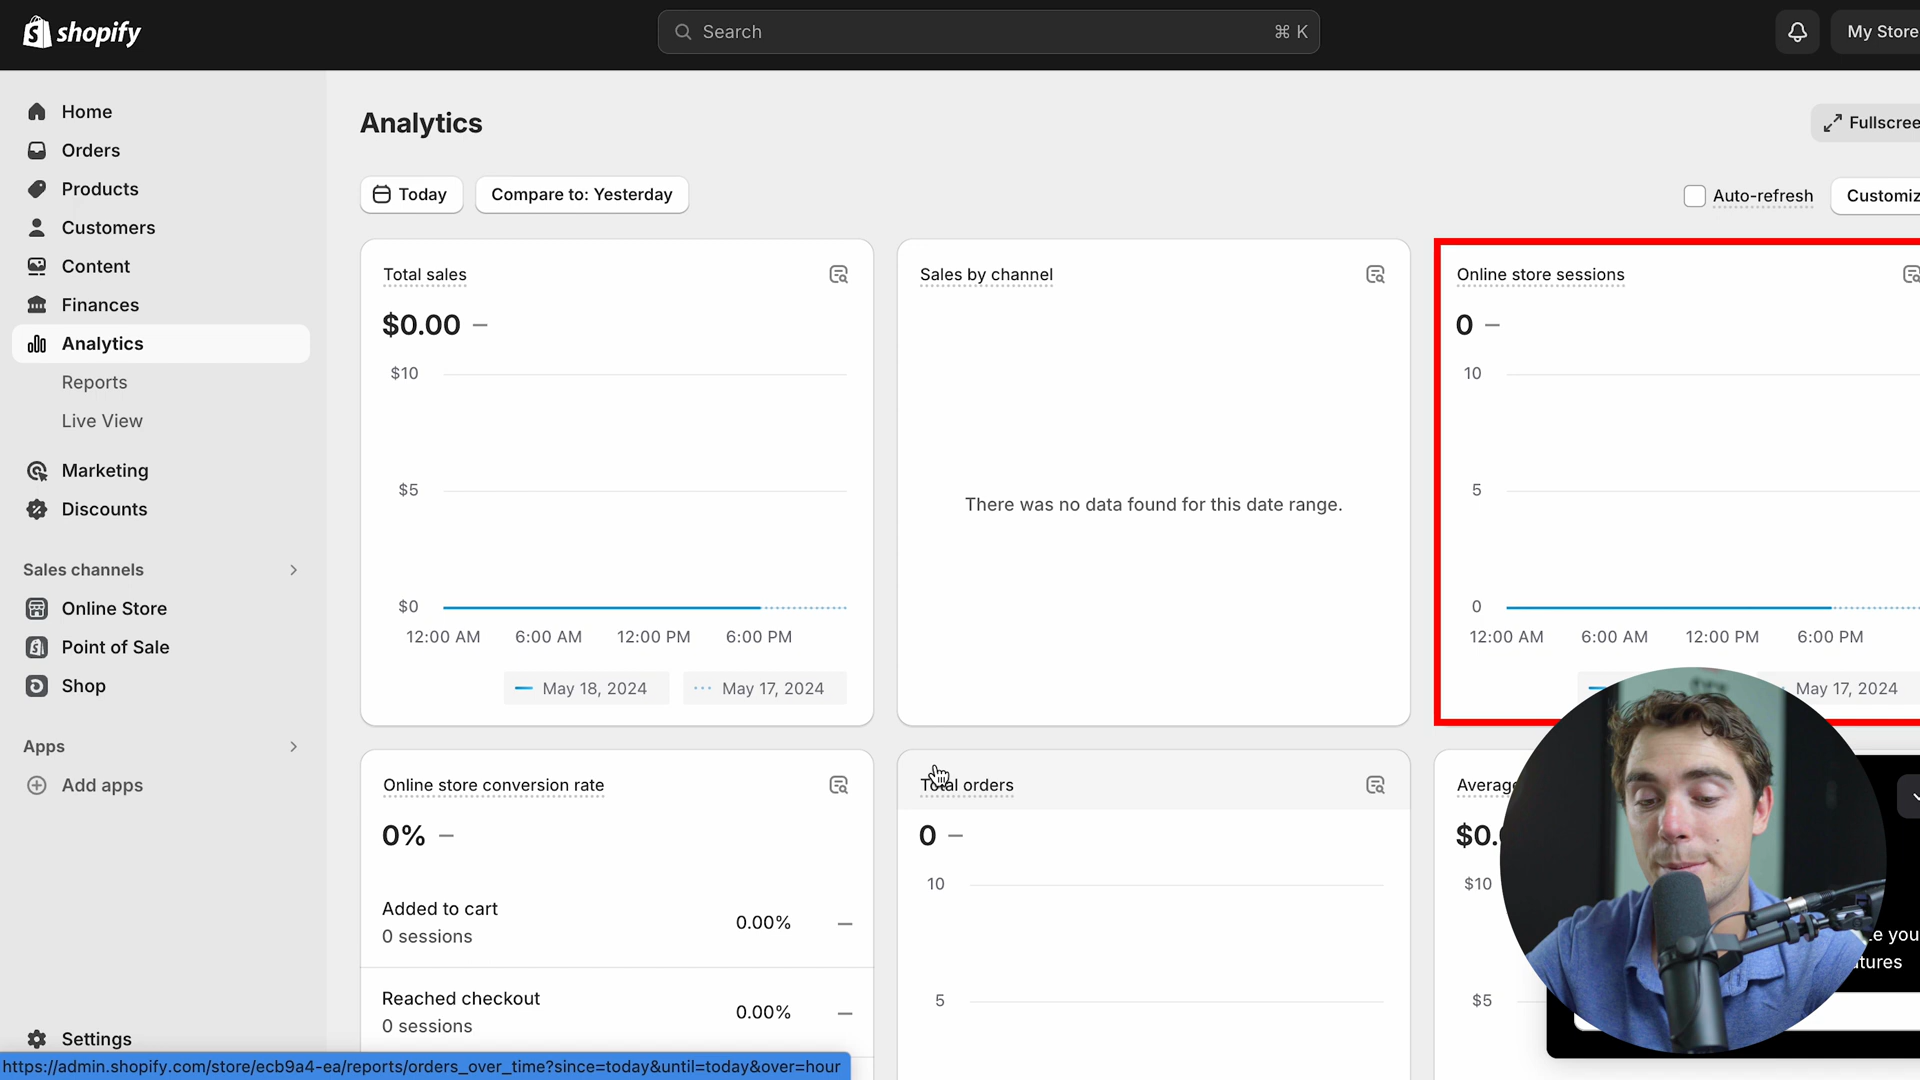 shopify
Search
⌘ K
My Store
Home
Orders
Products
Customers
Content
Finances
Analytics
Reports
Live View
Marketing
Discounts
Sales channels
Online Store
Point of Sale
Shop
Apps
Add apps
Settings
Analytics
Fullscree
Today
Compare to: Yesterday
Auto-refresh
Customiz
Total sales
$0.00 –
$10
$5
$0
12:00 AM 6:00 AM 12:00 PM 6:00 PM
May 18, 2024 May 17, 2024
Sales by channel
There was no data found for this date range.
Online store sessions
0 –
10
5
0
12:00 AM 6:00 AM 12:00 PM 6:00 PM
May 17, 2024
Online store conversion rate
0% –
Added to cart
0 sessions
0.00% –
Reached checkout
0 sessions
0.00% –
Total orders
0 –
10
5
Averag
$0.
$10
$5
you
https://admin.shopify.com/store/ecb9a4-ea/reports/orders_over_time?since=today&until=today&over=hour